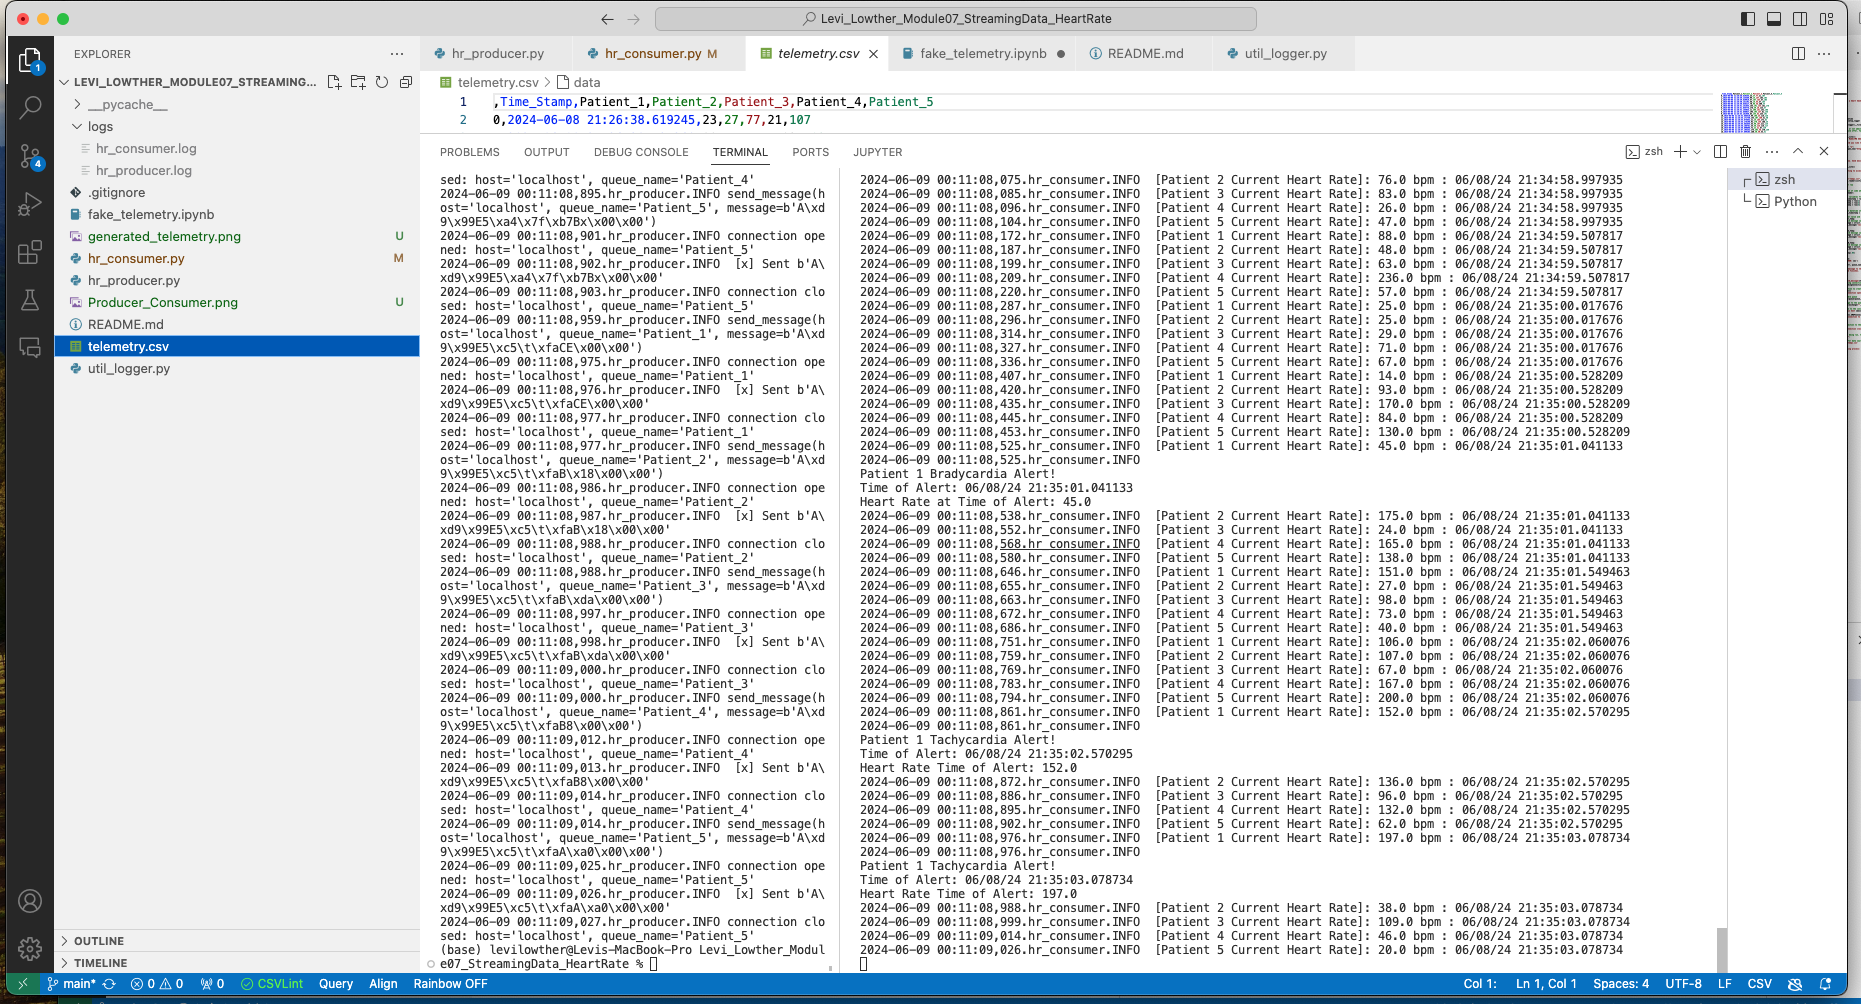 Levi_Lowther_Module07_StreamingData_HeartRate
EXPLORER
hr_producer.py
hr_consumer.py M
telemetry.csv
fake_telemetry.ipynb
README.md
util_logger.py
LEVI_LOWTHER_MODULE07_STREAMING...
__pycache__
logs
hr_consumer.log
hr_producer.log
.gitignore
fake_telemetry.ipynb
generated_telemetry.png U
hr_consumer.py M
hr_producer.py
Producer_Consumer.png U
README.md
telemetry.csv
util_logger.py
OUTLINE
TIMELINE
1
4
telemetry.csv > data
1 ,Time_Stamp,Patient_1,Patient_2,Patient_3,Patient_4,Patient_5
2 0,2024-06-08 21:26:38.619245,23,27,77,21,107
PROBLEMS OUTPUT DEBUG CONSOLE TERMINAL PORTS JUPYTER
zsh
sed: host='localhost', queue_name='Patient_4'
2024-06-09 00:11:08,895.hr_producer.INFO send_message(h
ost='localhost', queue_name='Patient_5', message=b'A\xd
9\x99E5\xa4\x7f\xb7Bx\x00\x00')
2024-06-09 00:11:08,901.hr_producer.INFO connection ope
ned: host='localhost', queue_name='Patient_5'
2024-06-09 00:11:08,902.hr_producer.INFO  [x] Sent b'A\
xd9\x99E5\xa4\x7f\xb7Bx\x00\x00'
2024-06-09 00:11:08,903.hr_producer.INFO connection clo
sed: host='localhost', queue_name='Patient_5'
2024-06-09 00:11:08,959.hr_producer.INFO send_message(h
ost='localhost', queue_name='Patient_1', message=b'A\xd
9\x99E5\xc5\t\xfaCE\x00\x00')
2024-06-09 00:11:08,975.hr_producer.INFO connection ope
ned: host='localhost', queue_name='Patient_1'
2024-06-09 00:11:08,976.hr_producer.INFO  [x] Sent b'A\
xd9\x99E5\xc5\t\xfaCE\x00\x00'
2024-06-09 00:11:08,977.hr_producer.INFO connection clo
sed: host='localhost', queue_name='Patient_1'
2024-06-09 00:11:08,977.hr_producer.INFO send_message(h
ost='localhost', queue_name='Patient_2', message=b'A\xd
9\x99E5\xc5\t\xfaB\x18\x00\x00')
2024-06-09 00:11:08,986.hr_producer.INFO connection ope
ned: host='localhost', queue_name='Patient_2'
2024-06-09 00:11:08,987.hr_producer.INFO  [x] Sent b'A\
xd9\x99E5\xc5\t\xfaB\x18\x00\x00'
2024-06-09 00:11:08,988.hr_producer.INFO connection clo
sed: host='localhost', queue_name='Patient_2'
2024-06-09 00:11:08,988.hr_producer.INFO send_message(h
ost='localhost', queue_name='Patient_3', message=b'A\xd
9\x99E5\xc5\t\xfaB\xda\x00\x00')
2024-06-09 00:11:08,997.hr_producer.INFO connection ope
ned: host='localhost', queue_name='Patient_3'
2024-06-09 00:11:08,998.hr_producer.INFO  [x] Sent b'A\
xd9\x99E5\xc5\t\xfaB\xda\x00\x00'
2024-06-09 00:11:09,000.hr_producer.INFO connection clo
sed: host='localhost', queue_name='Patient_3'
2024-06-09 00:11:09,000.hr_producer.INFO send_message(h
ost='localhost', queue_name='Patient_4', message=b'A\xd
9\x99E5\xc5\t\xfaB8\x00\x00')
2024-06-09 00:11:09,012.hr_producer.INFO connection ope
ned: host='localhost', queue_name='Patient_4'
2024-06-09 00:11:09,013.hr_producer.INFO  [x] Sent b'A\
xd9\x99E5\xc5\t\xfaB8\x00\x00'
2024-06-09 00:11:09,014.hr_producer.INFO connection clo
sed: host='localhost', queue_name='Patient_4'
2024-06-09 00:11:09,014.hr_producer.INFO send_message(h
ost='localhost', queue_name='Patient_5', message=b'A\xd
9\x99E5\xc5\t\xfaA\xa0\x00\x00')
2024-06-09 00:11:09,025.hr_producer.INFO connection ope
ned: host='localhost', queue_name='Patient_5'
2024-06-09 00:11:09,026.hr_producer.INFO  [x] Sent b'A\
xd9\x99E5\xc5\t\xfaA\xa0\x00\x00'
2024-06-09 00:11:09,027.hr_producer.INFO connection clo
sed: host='localhost', queue_name='Patient_5'
(base) levilowther@Levis-MacBook-Pro Levi_Lowther_Modul
e07_StreamingData_HeartRate %
2024-06-09 00:11:08,075.hr_consumer.INFO  [Patient 2 Current Heart Rate]: 76.0 bpm : 06/08/24 21:34:58.997935
2024-06-09 00:11:08,085.hr_consumer.INFO  [Patient 3 Current Heart Rate]: 83.0 bpm : 06/08/24 21:34:58.997935
2024-06-09 00:11:08,096.hr_consumer.INFO  [Patient 4 Current Heart Rate]: 26.0 bpm : 06/08/24 21:34:58.997935
2024-06-09 00:11:08,104.hr_consumer.INFO  [Patient 5 Current Heart Rate]: 47.0 bpm : 06/08/24 21:34:58.997935
2024-06-09 00:11:08,172.hr_consumer.INFO  [Patient 1 Current Heart Rate]: 88.0 bpm : 06/08/24 21:34:59.507817
2024-06-09 00:11:08,187.hr_consumer.INFO  [Patient 2 Current Heart Rate]: 48.0 bpm : 06/08/24 21:34:59.507817
2024-06-09 00:11:08,199.hr_consumer.INFO  [Patient 3 Current Heart Rate]: 63.0 bpm : 06/08/24 21:34:59.507817
2024-06-09 00:11:08,209.hr_consumer.INFO  [Patient 4 Current Heart Rate]: 236.0 bpm : 06/08/24 21:34:59.507817
2024-06-09 00:11:08,220.hr_consumer.INFO  [Patient 5 Current Heart Rate]: 57.0 bpm : 06/08/24 21:34:59.507817
2024-06-09 00:11:08,287.hr_consumer.INFO  [Patient 1 Current Heart Rate]: 25.0 bpm : 06/08/24 21:35:00.017676
2024-06-09 00:11:08,296.hr_consumer.INFO  [Patient 2 Current Heart Rate]: 25.0 bpm : 06/08/24 21:35:00.017676
2024-06-09 00:11:08,314.hr_consumer.INFO  [Patient 3 Current Heart Rate]: 29.0 bpm : 06/08/24 21:35:00.017676
2024-06-09 00:11:08,327.hr_consumer.INFO  [Patient 4 Current Heart Rate]: 71.0 bpm : 06/08/24 21:35:00.017676
2024-06-09 00:11:08,336.hr_consumer.INFO  [Patient 5 Current Heart Rate]: 67.0 bpm : 06/08/24 21:35:00.017676
2024-06-09 00:11:08,407.hr_consumer.INFO  [Patient 1 Current Heart Rate]: 14.0 bpm : 06/08/24 21:35:00.528209
2024-06-09 00:11:08,420.hr_consumer.INFO  [Patient 2 Current Heart Rate]: 93.0 bpm : 06/08/24 21:35:00.528209
2024-06-09 00:11:08,435.hr_consumer.INFO  [Patient 3 Current Heart Rate]: 170.0 bpm : 06/08/24 21:35:00.528209
2024-06-09 00:11:08,445.hr_consumer.INFO  [Patient 4 Current Heart Rate]: 84.0 bpm : 06/08/24 21:35:00.528209
2024-06-09 00:11:08,453.hr_consumer.INFO  [Patient 5 Current Heart Rate]: 130.0 bpm : 06/08/24 21:35:00.528209
2024-06-09 00:11:08,525.hr_consumer.INFO  [Patient 1 Current Heart Rate]: 45.0 bpm : 06/08/24 21:35:01.041133
2024-06-09 00:11:08,525.hr_consumer.INFO
Patient 1 Bradycardia Alert!
Time of Alert: 06/08/24 21:35:01.041133
Heart Rate at Time of Alert: 45.0
2024-06-09 00:11:08,538.hr_consumer.INFO  [Patient 2 Current Heart Rate]: 175.0 bpm : 06/08/24 21:35:01.041133
2024-06-09 00:11:08,552.hr_consumer.INFO  [Patient 3 Current Heart Rate]: 24.0 bpm : 06/08/24 21:35:01.041133
2024-06-09 00:11:08,568.hr_consumer.INFO  [Patient 4 Current Heart Rate]: 165.0 bpm : 06/08/24 21:35:01.041133
2024-06-09 00:11:08,580.hr_consumer.INFO  [Patient 5 Current Heart Rate]: 138.0 bpm : 06/08/24 21:35:01.041133
2024-06-09 00:11:08,646.hr_consumer.INFO  [Patient 1 Current Heart Rate]: 151.0 bpm : 06/08/24 21:35:01.549463
2024-06-09 00:11:08,655.hr_consumer.INFO  [Patient 2 Current Heart Rate]: 27.0 bpm : 06/08/24 21:35:01.549463
2024-06-09 00:11:08,663.hr_consumer.INFO  [Patient 3 Current Heart Rate]: 98.0 bpm : 06/08/24 21:35:01.549463
2024-06-09 00:11:08,672.hr_consumer.INFO  [Patient 4 Current Heart Rate]: 73.0 bpm : 06/08/24 21:35:01.549463
2024-06-09 00:11:08,686.hr_consumer.INFO  [Patient 5 Current Heart Rate]: 40.0 bpm : 06/08/24 21:35:01.549463
2024-06-09 00:11:08,751.hr_consumer.INFO  [Patient 1 Current Heart Rate]: 106.0 bpm : 06/08/24 21:35:02.060076
2024-06-09 00:11:08,759.hr_consumer.INFO  [Patient 2 Current Heart Rate]: 107.0 bpm : 06/08/24 21:35:02.060076
2024-06-09 00:11:08,769.hr_consumer.INFO  [Patient 3 Current Heart Rate]: 67.0 bpm : 06/08/24 21:35:02.060076
2024-06-09 00:11:08,783.hr_consumer.INFO  [Patient 4 Current Heart Rate]: 167.0 bpm : 06/08/24 21:35:02.060076
2024-06-09 00:11:08,794.hr_consumer.INFO  [Patient 5 Current Heart Rate]: 200.0 bpm : 06/08/24 21:35:02.060076
2024-06-09 00:11:08,861.hr_consumer.INFO  [Patient 1 Current Heart Rate]: 152.0 bpm : 06/08/24 21:35:02.570295
2024-06-09 00:11:08,861.hr_consumer.INFO
Patient 1 Tachycardia Alert!
Time of Alert: 06/08/24 21:35:02.570295
Heart Rate Time of Alert: 152.0
2024-06-09 00:11:08,872.hr_consumer.INFO  [Patient 2 Current Heart Rate]: 136.0 bpm : 06/08/24 21:35:02.570295
2024-06-09 00:11:08,886.hr_consumer.INFO  [Patient 3 Current Heart Rate]: 96.0 bpm : 06/08/24 21:35:02.570295
2024-06-09 00:11:08,895.hr_consumer.INFO  [Patient 4 Current Heart Rate]: 132.0 bpm : 06/08/24 21:35:02.570295
2024-06-09 00:11:08,902.hr_consumer.INFO  [Patient 5 Current Heart Rate]: 62.0 bpm : 06/08/24 21:35:02.570295
2024-06-09 00:11:08,976.hr_consumer.INFO  [Patient 1 Current Heart Rate]: 197.0 bpm : 06/08/24 21:35:03.078734
2024-06-09 00:11:08,976.hr_consumer.INFO
Patient 1 Tachycardia Alert!
Time of Alert: 06/08/24 21:35:03.078734
Heart Rate Time of Alert: 197.0
2024-06-09 00:11:08,988.hr_consumer.INFO  [Patient 2 Current Heart Rate]: 38.0 bpm : 06/08/24 21:35:03.078734
2024-06-09 00:11:08,999.hr_consumer.INFO  [Patient 3 Current Heart Rate]: 109.0 bpm : 06/08/24 21:35:03.078734
2024-06-09 00:11:09,014.hr_consumer.INFO  [Patient 4 Current Heart Rate]: 46.0 bpm : 06/08/24 21:35:03.078734
2024-06-09 00:11:09,026.hr_consumer.INFO  [Patient 5 Current Heart Rate]: 20.0 bpm : 06/08/24 21:35:03.078734
zsh
Python
main* 0 0 0 CSVLint Query Align Rainbow OFF Col 1: Ln 1, Col 1 Spaces: 4 UTF-8 LF CSV